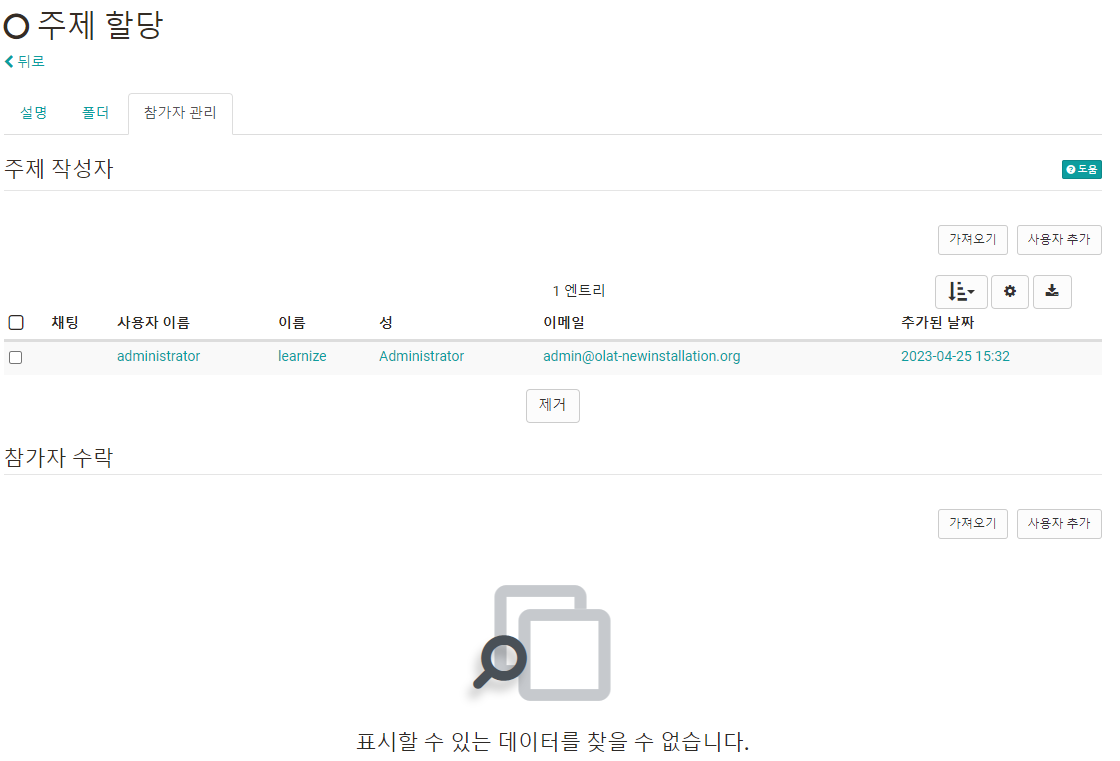 주제 할당
뒤로
설명 폴더 참가자 관리
주제 작성자
도움
가져오기 사용자 추가
1 엔트리
채팅 사용자 이름 이름 성 이메일 추가된 날짜
administrator learnize Administrator admin@olat-newinstallation.org 2023-04-25 15:32
제거
참가자 수락
가져오기 사용자 추가
표시할 수 있는 데이터를 찾을 수 없습니다.